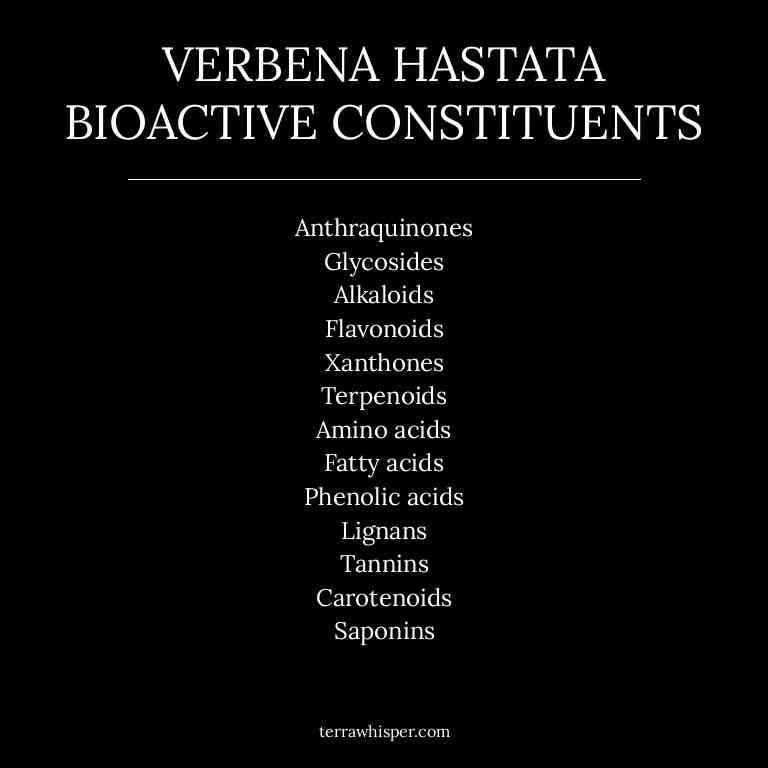 VERBENA HASTATA
BIOACTIVE CONSTITUENTS
Anthraquinones
Glycosides
Alkaloids
Flavonoids
Xanthones
Terpenoids
Amino acids
Fatty acids
Phenolic acids
Lignans
Tannins
Carotenoids
Saponins
terrawhisper.com